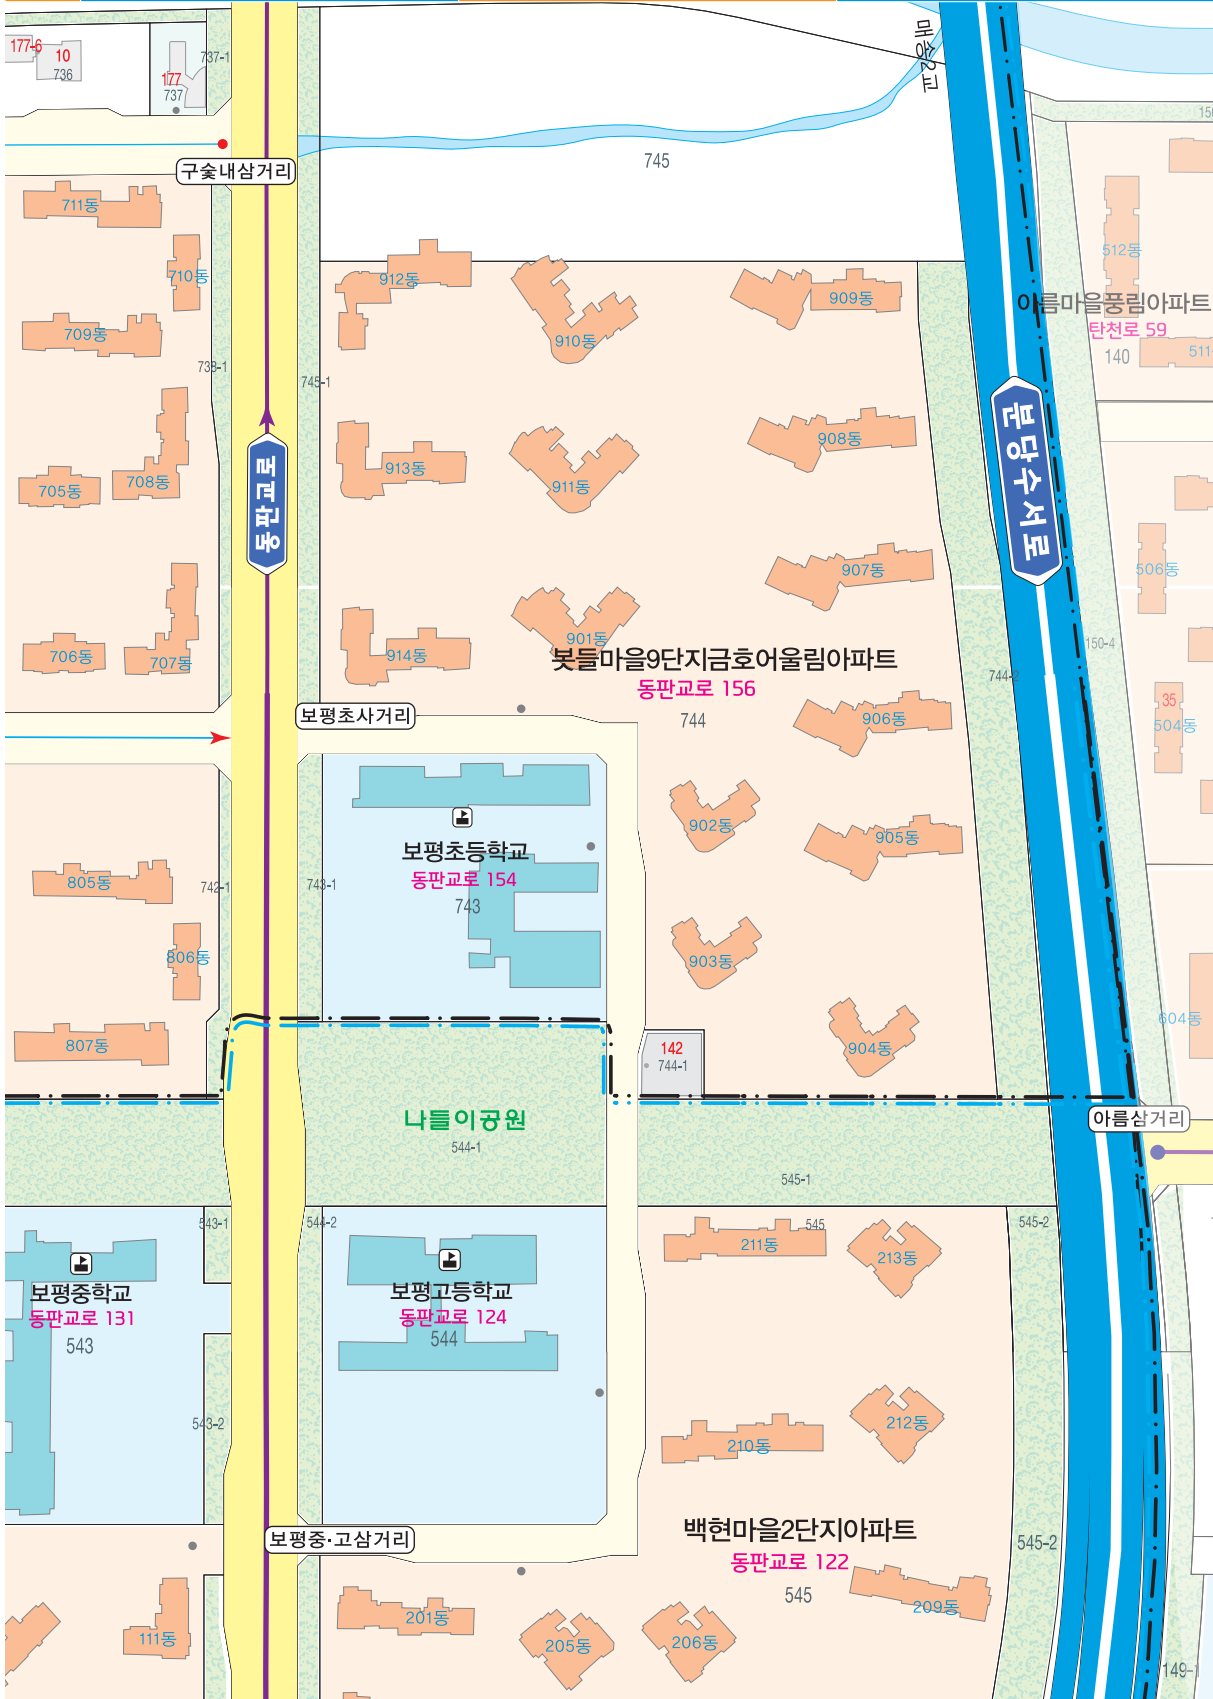 매송2교
177-6
10
736
177
737
737-1
구숯내삼거리
745
711동
710동
709동
738-1
745-1
705동
708동
706동
707동
912동
910동
909동
913동
911동
908동
907동
914동
901동
동판교로
분당수서로
512동
아름마을풍림아파트
탄천로 59
140
511
506동
150-4
35
504동
604동
봇들마을9단지금호어울림아파트
동판교로 156
744
744-2
906동
902동
905동
903동
904동
보평초사거리
보평초등학교
동판교로 154
743
743-1
742-1
805동
806동
807동
142
744-1
나들이공원
544-1
545-1
아름삼거리
543-1
544-2
보평중학교
동판교로 131
543
543-2
보평고등학교
동판교로 124
544
211동
545
213동
545-2
212동
210동
보평중·고삼거리
백현마을2단지아파트
동판교로 122
545
545-2
209동
201동
205동
206동
111동
149-1